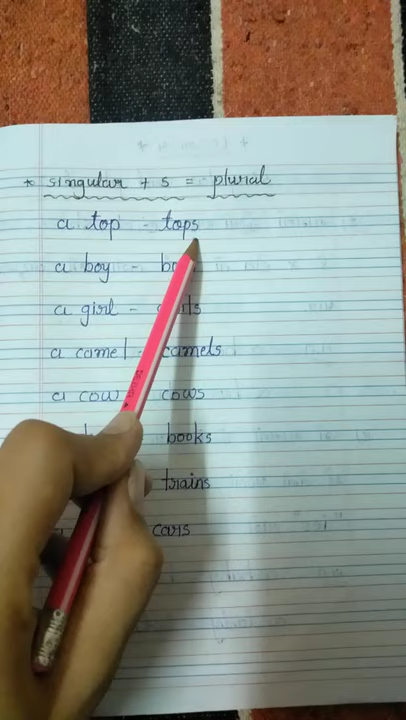 * singular + s = plural
a top - tops
a boy -
a girl -
a camel - camels
a cow cows
books
trains
cars